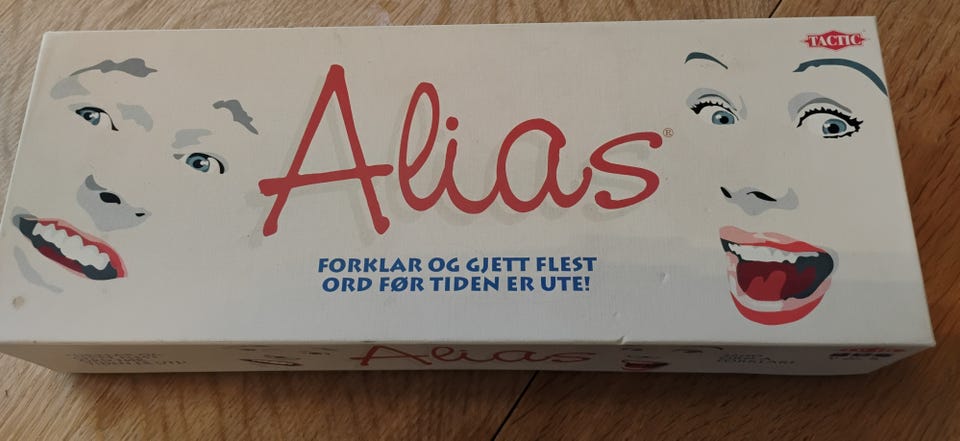 TACTIC
Alias®
FORKLAR OG GJETT FLEST
ORD FØR TIDEN ER UTE!
Alias